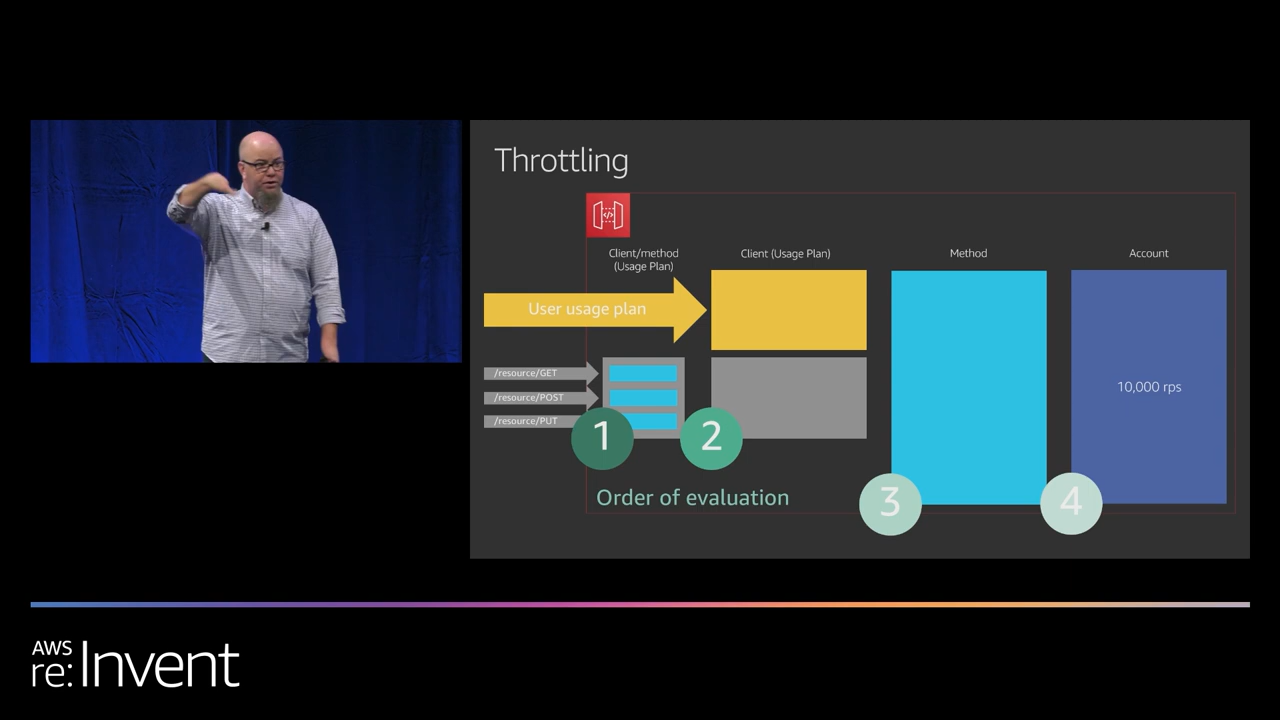 Throttling
Client/method
(Usage Plan)
Client (Usage Plan)
Method
Account
User usage plan
/resource/GET
/resource/POST
/resource/PUT
10,000 rps
1
2
3
4
Order of evaluation
AWS
re:Invent